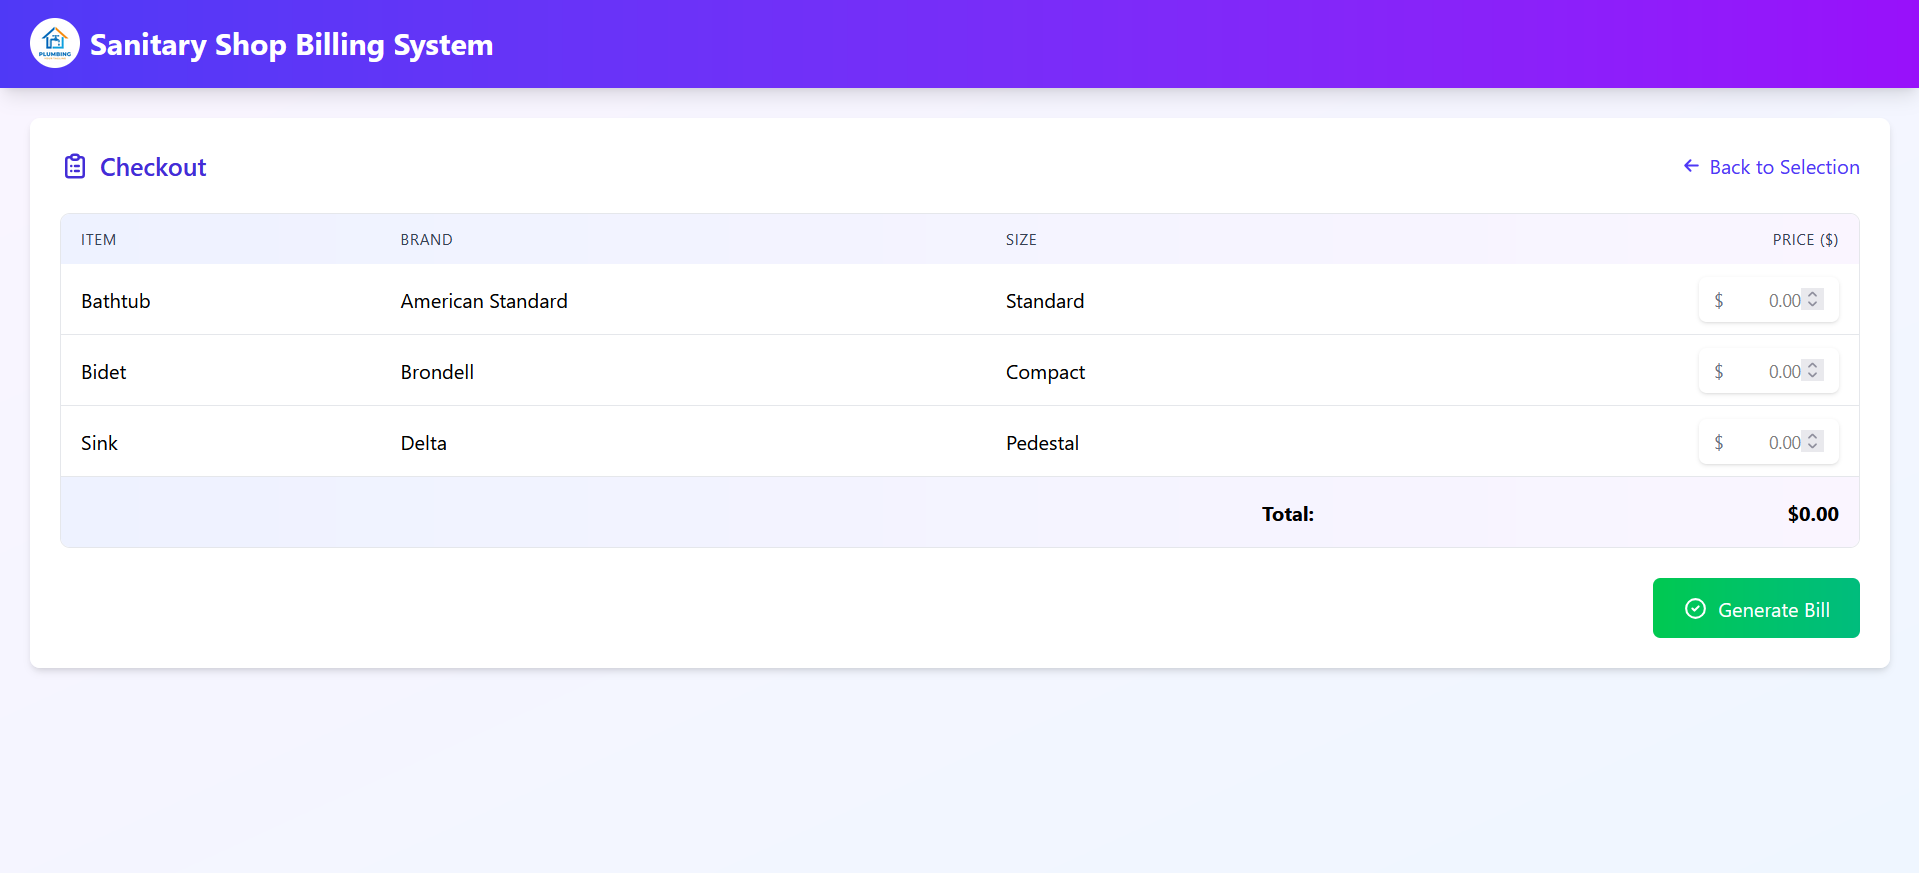 PLUMBING
Sanitary Shop Billing System
Checkout
Back to Selection
ITEM BRAND SIZE PRICE ($)
Bathtub American Standard Standard $ 0.00
Bidet Brondell Compact $ 0.00
Sink Delta Pedestal $ 0.00
Total: $0.00
Generate Bill